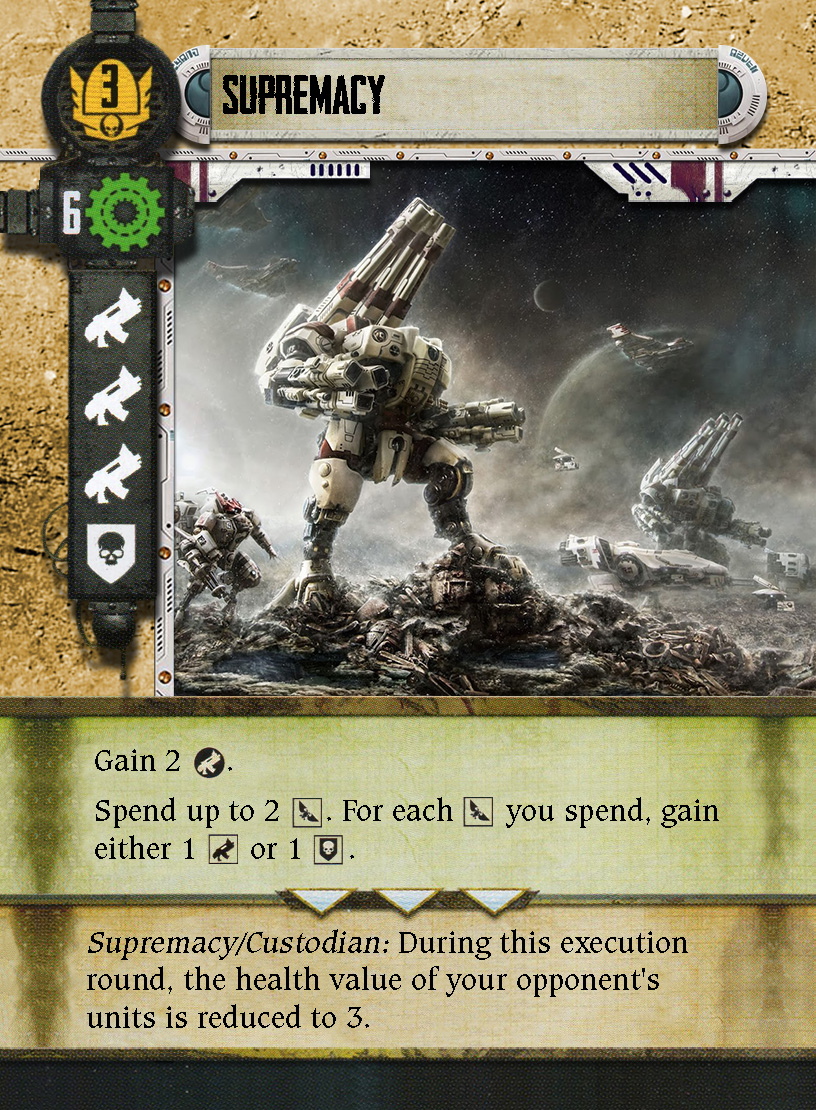 3
SUPREMACY
6
Gain 2 .
Spend up to 2 . For each you spend, gain
either 1 or 1 .
Supremacy/Custodian: During this execution
round, the health value of your opponent's
units is reduced to 3.